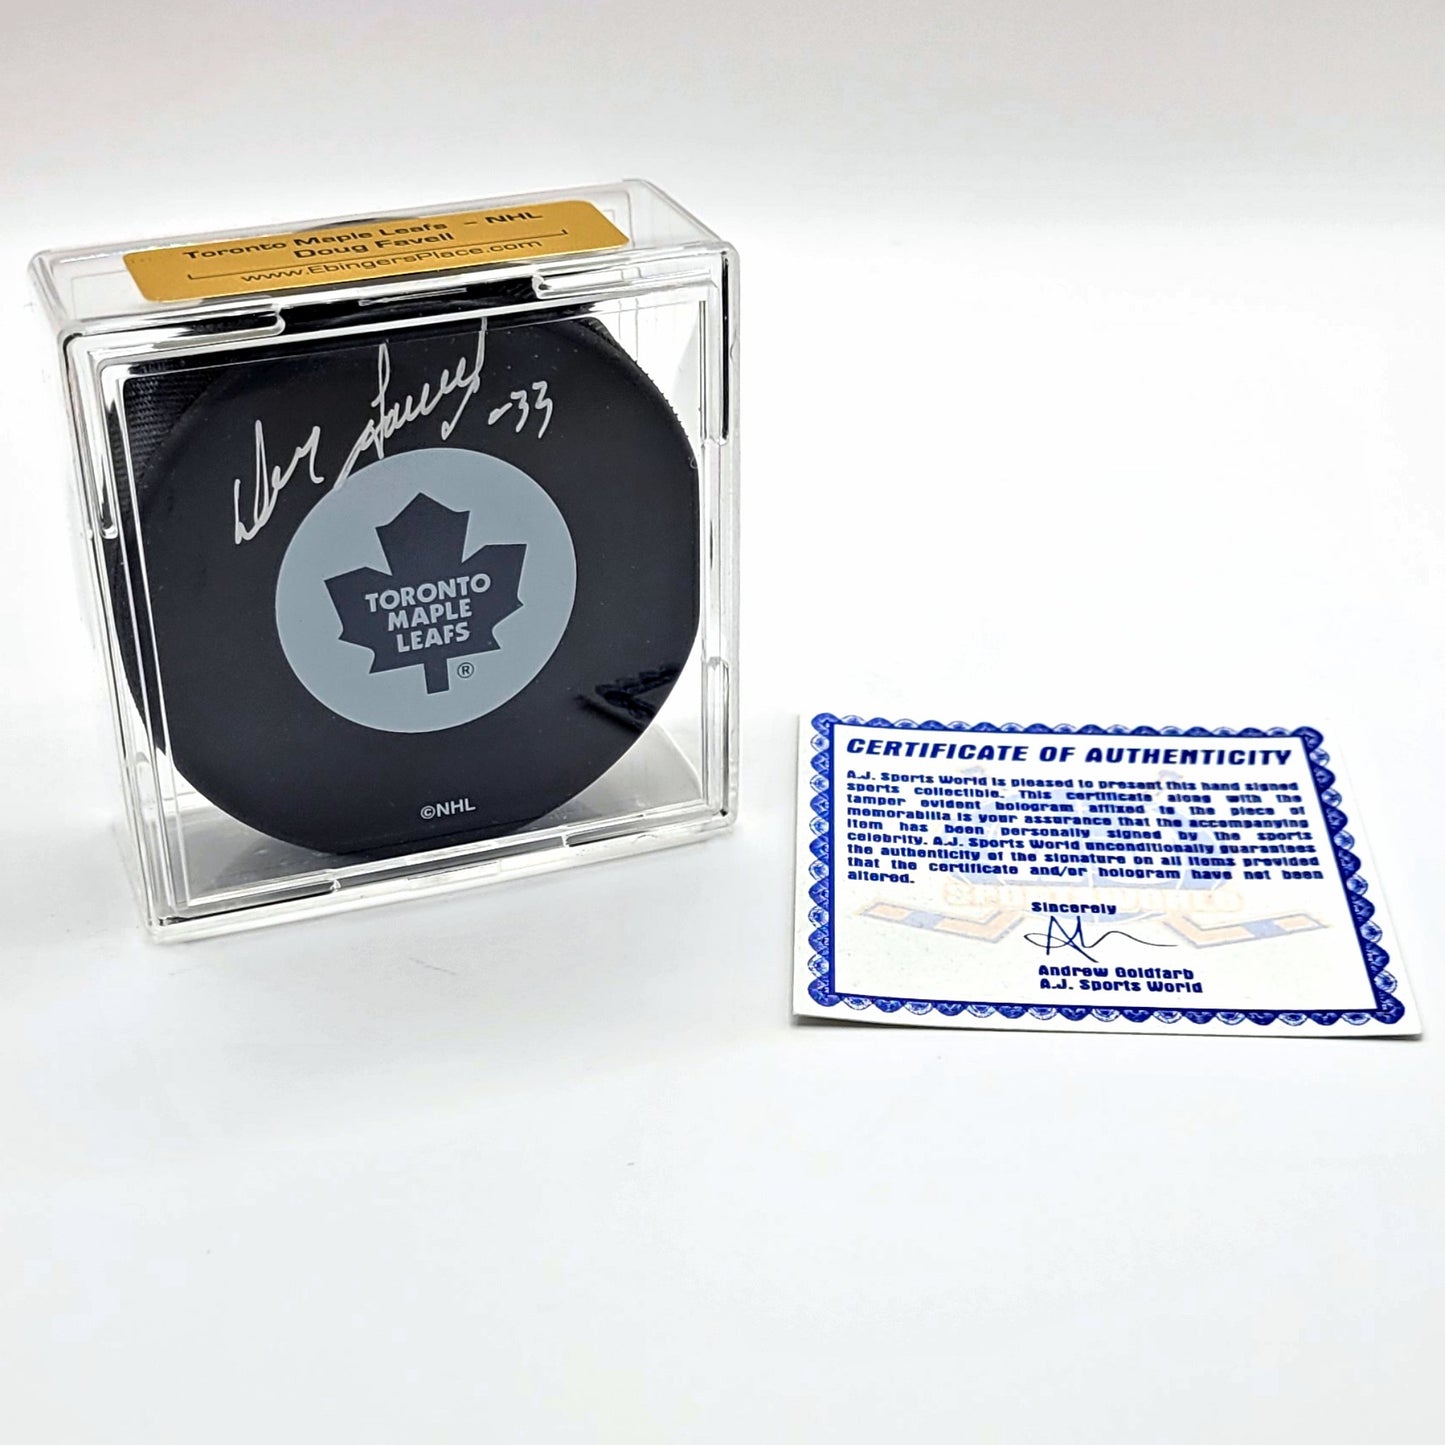 Toronto Maple Leafs - NHL
Doug Favell
www.EbingersPlace.com
Doug Favell -33
TORONTO
MAPLE
LEAFS
®
©NHL
CERTIFICATE OF AUTHENTICITY
A.J. Sports World is pleased to present this hand signed
sports collectible. This certificate along with the
tamper evident hologram affixed to the piece of
memorabilia is your assurance that the accompanying
item has been personally signed by the sports
celebrity. A.J. Sports World unconditionally guarantees
the authenticity of the signature on all items provided
that the certificate and/or hologram have not been
altered.
Sincerely
Andrew Goldfarb
A.J. Sports World